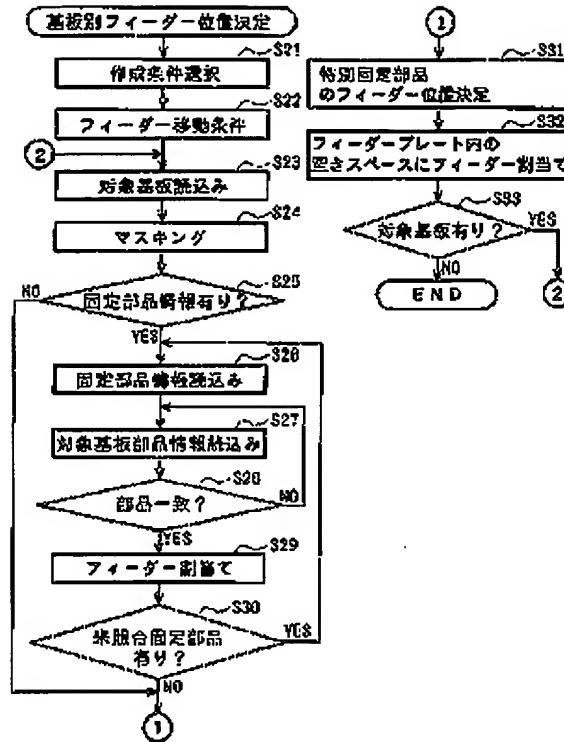 基板別フィーダー位置決定
S21
作成条件選択
S22
フィーダー移動条件
2
S23
対象基板読込み
S24
マスキング
S25
固定部品情報有り?
NO
YES
S26
固定部品情報読込み
S27
対象基板部品情報読込み
S28
部品一致?
NO
YES
S29
フィーダー割当て
S30
未照合固定部品
有り?
YES
NO
1
1
S31
特別固定部品
のフィーダー位置決定
S32
フィーダープレート内の
空きスペースにフィーダー割当て
S33
対象基板有り?
YES
NO
END
2